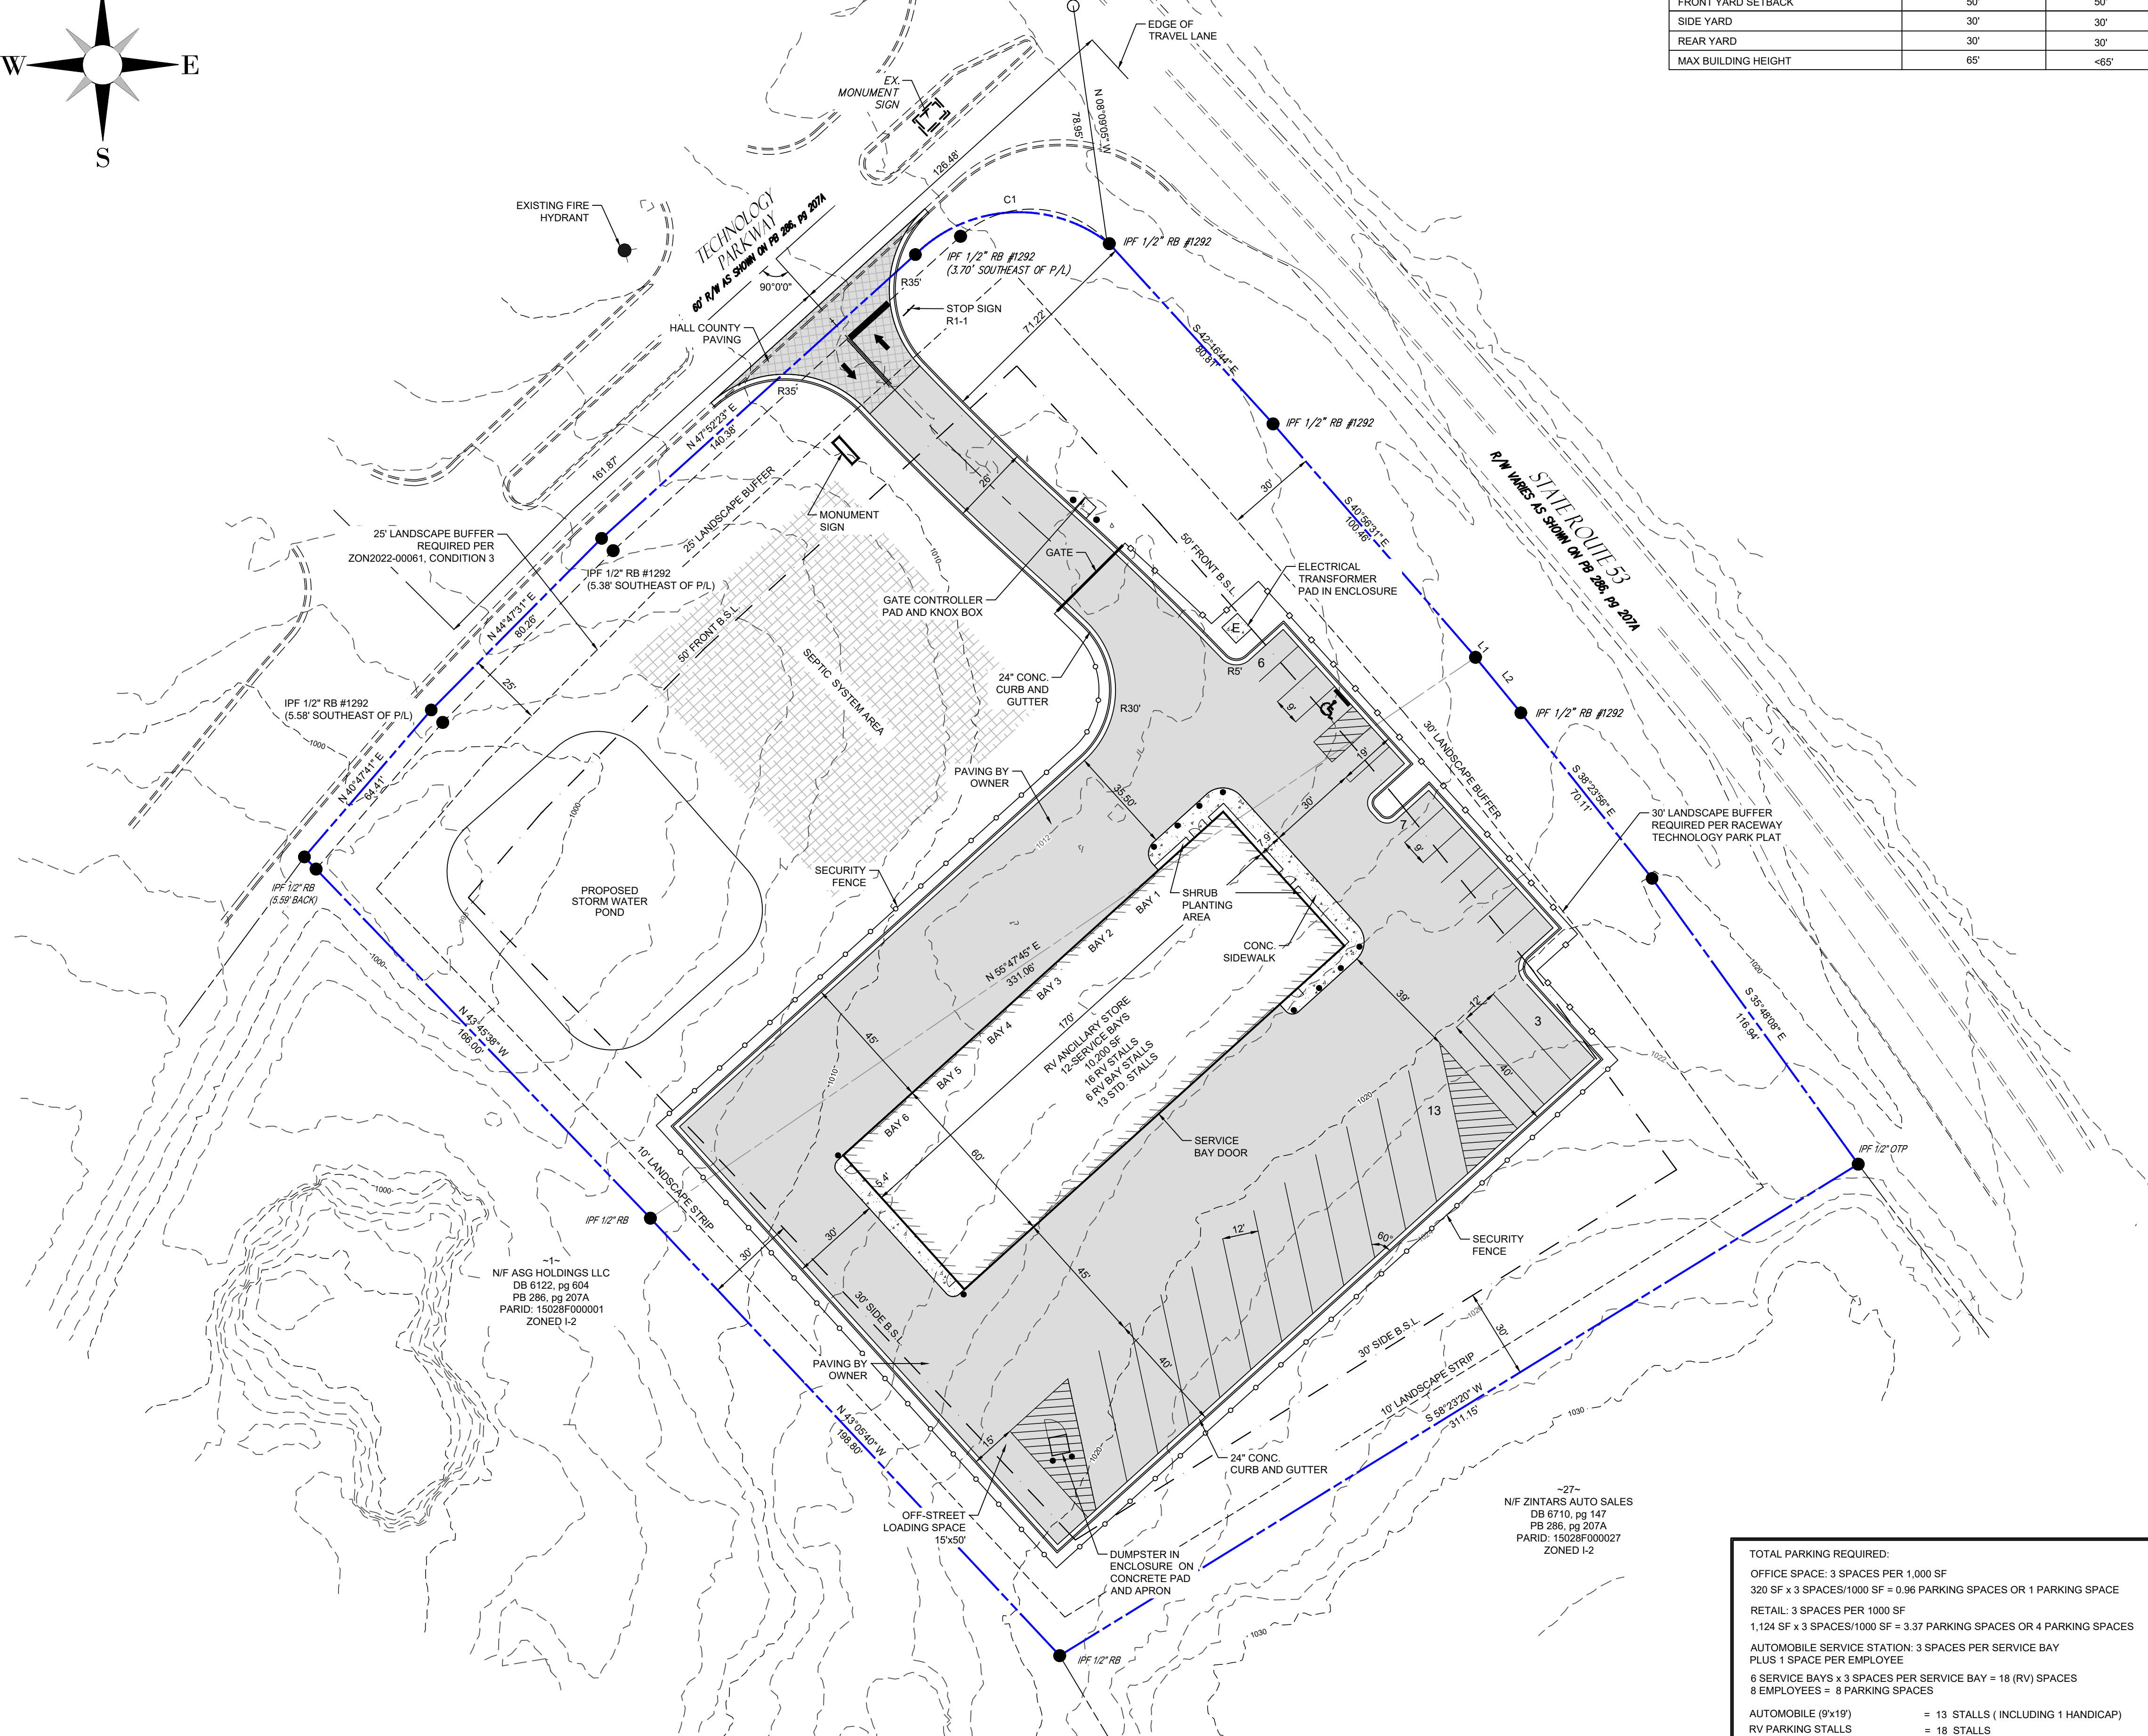 W
E
S
FRONT YARD SETBACK 50' 50'
SIDE YARD 30' 30'
REAR YARD 30' 30'
MAX BUILDING HEIGHT 65' <65'
EDGE OF
TRAVEL LANE
EX.
MONUMENT
SIGN
N 08°09'05" W
78.95'
126.48'
C1
EXISTING FIRE
HYDRANT
TECHNOLOGY
PARKWAY
60' R/W AS SHOWN ON PB 286, pg 207A
90°0'0"
IPF 1/2" RB #1292
IPF 1/2" RB #1292
(3.70' SOUTHEAST OF P/L)
R35'
STOP SIGN
R1-1
HALL COUNTY
PAVING
71.22'
S 42°16'44" E
80.81'
R35'
N 47°52'23" E
140.38'
IPF 1/2" RB #1292
161.87'
25' LANDSCAPE BUFFER
MONUMENT
SIGN
26'
30'
S 40°56'31" E
100.46'
STATE ROUTE 53
R/W VARIES AS SHOWN ON PB 286, pg 207A
25' LANDSCAPE BUFFER
REQUIRED PER
ZON2022-00061, CONDITION 3
1010
GATE
50' FRONT B.S.L.
ELECTRICAL
TRANSFORMER
PAD IN ENCLOSURE
IPF 1/2" RB #1292
(5.38' SOUTHEAST OF P/L)
GATE CONTROLLER
PAD AND KNOX BOX
N 44°47'31" E
80.26'
50' FRONT B.S.L.
SEPTIC SYSTEM AREA
E
6
R5'
L1
L2
25'
24" CONC.
CURB AND
GUTTER
R30'
9'
9'
IPF 1/2" RB #1292
IPF 1/2" RB #1292
(5.58' SOUTHEAST OF P/L)
1000
30' LANDSCAPE BUFFER
N 40°47'41" E
64.41'
PAVING BY
OWNER
35.50'
30'
S 38°23'56" E
70.11'
1000
1012
7.9'
7
9'
30' LANDSCAPE BUFFER
REQUIRED PER RACEWAY
TECHNOLOGY PARK PLAT
IPF 1/2" RB
(5.59' BACK)
PROPOSED
STORM WATER
POND
SECURITY
FENCE
SHRUB
PLANTING
AREA
BAY 1
BAY 2
BAY 3
BAY 4
BAY 5
BAY 6
CONC.
SIDEWALK
1000
N 55°47'45" E
331.06'
1020
39'
12'
3
S 35°48'08" E
116.94'
N 43°45'38" W
166.00'
45'
170'
RV ANCILLARY STORE
12-SERVICE BAYS
10,200 SF
16 RV STALLS
6 RV BAY STALLS
13 STD. STALLS
1022
40'
1010
1020
13
SERVICE
BAY DOOR
60'
5.4'
IPF 1/2" OTP
10' LANDSCAPE STRIP
1000
IPF 1/2" RB
30'
30'
12'
60°
SECURITY
FENCE
~1~
N/F ASG HOLDINGS LLC
DB 6122, pg 604
PB 286, pg 207A
PARID: 15028F000001
ZONED I-2
45'
30' SIDE B.S.L.
30' SIDE B.S.L.
30'
PAVING BY
OWNER
40'
10' LANDSCAPE STRIP
S 58°23'20" W
311.15'
1030
N 43°05'40" W
198.80'
15'
1020
24" CONC.
CURB AND GUTTER
OFF-STREET
LOADING SPACE
15'x50'
~27~
N/F ZINTARS AUTO SALES
DB 6710, pg 147
PB 286, pg 207A
PARID: 15028F000027
ZONED I-2
DUMPSTER IN
ENCLOSURE ON
CONCRETE PAD
AND APRON
1030
IPF 1/2" RB
TOTAL PARKING REQUIRED:
OFFICE SPACE: 3 SPACES PER 1,000 SF
320 SF x 3 SPACES/1000 SF = 0.96 PARKING SPACES OR 1 PARKING SPACE
RETAIL: 3 SPACES PER 1000 SF
1,124 SF x 3 SPACES/1000 SF = 3.37 PARKING SPACES OR 4 PARKING SPACES
AUTOMOBILE SERVICE STATION: 3 SPACES PER SERVICE BAY
PLUS 1 SPACE PER EMPLOYEE
6 SERVICE BAYS x 3 SPACES PER SERVICE BAY = 18 (RV) SPACES
8 EMPLOYEES = 8 PARKING SPACES
AUTOMOBILE (9'x19') = 13 STALLS ( INCLUDING 1 HANDICAP)
RV PARKING STALLS = 18 STALLS